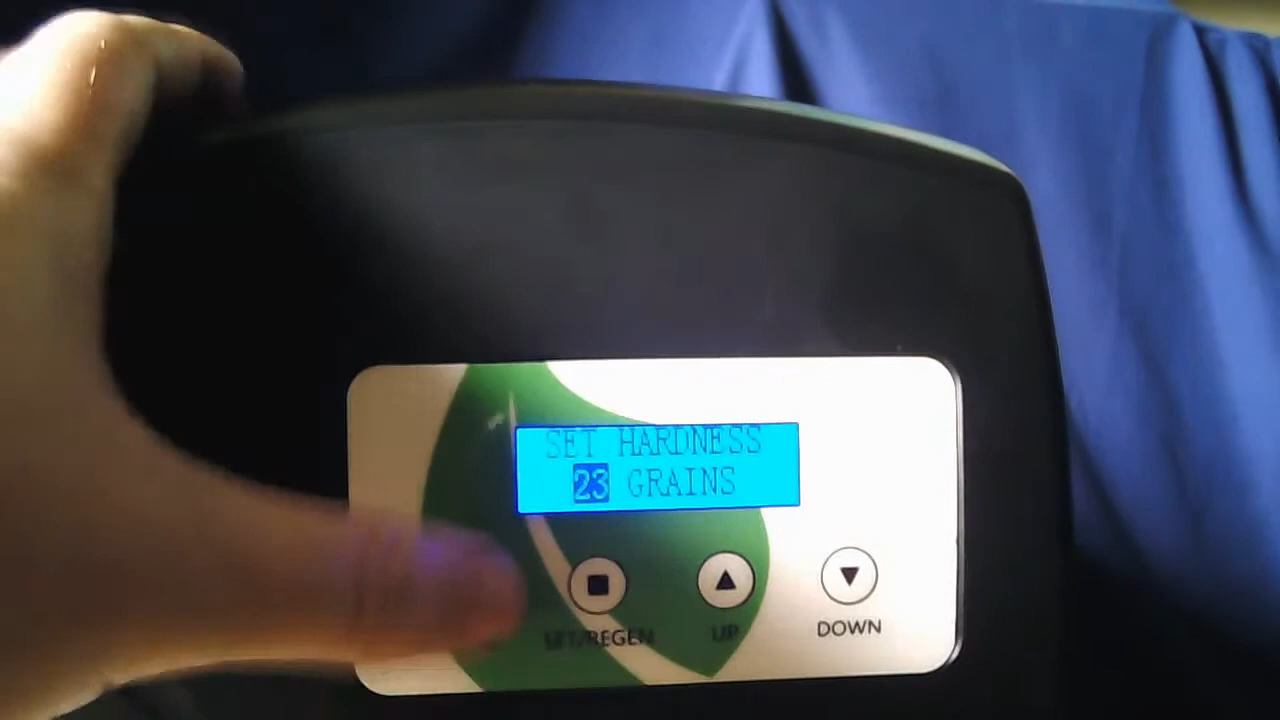 SET HARDNESS
23 GRAINS
SET/REGEN
UP
DOWN